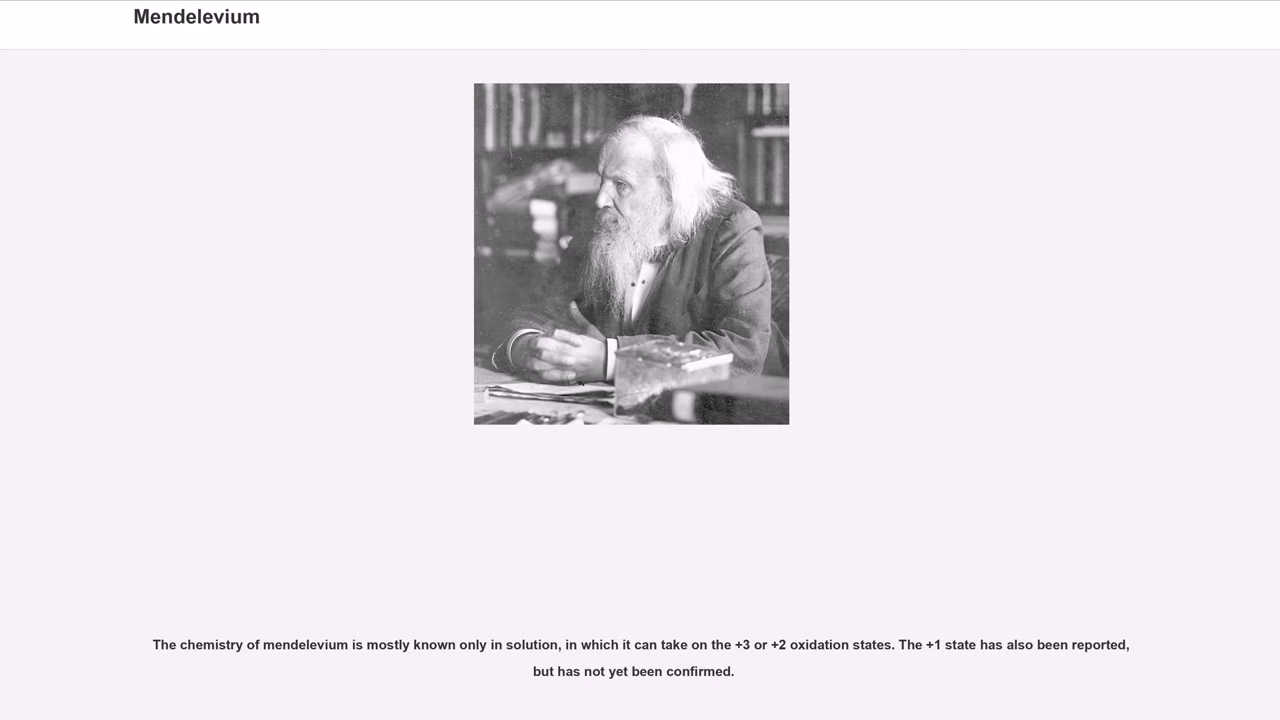 Mendelevium
The chemistry of mendelevium is mostly known only in solution, in which it can take on the +3 or +2 oxidation states. The +1 state has also been reported,
but has not yet been confirmed.